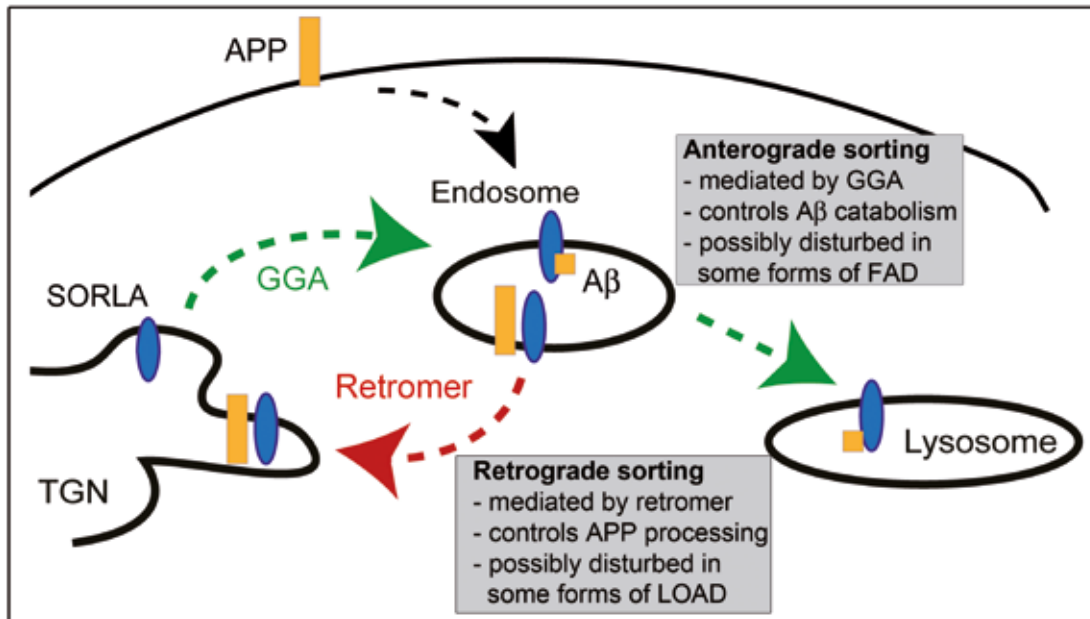 APP
Endosome
Anterograde sorting
- mediated by GGA
- controls Aβ catabolism
- possibly disturbed in
some forms of FAD
GGA
SORLA
Aβ
Retromer
TGN
Lysosome
Retrograde sorting
- mediated by retromer
- controls APP processing
- possibly disturbed in
some forms of LOAD